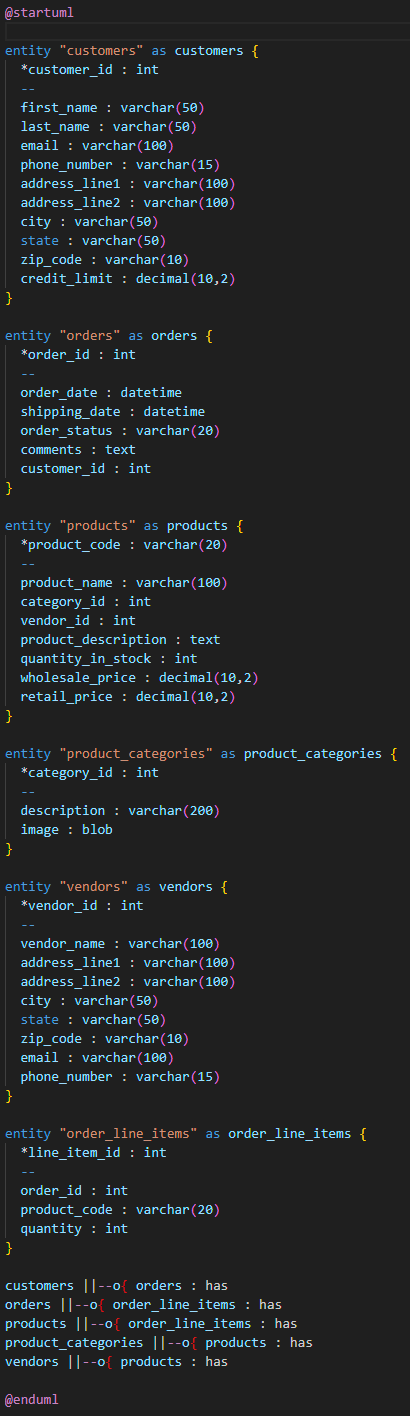 @startuml

entity "customers" as customers {
  *customer_id : int
  --
  first_name : varchar(50)
  last_name : varchar(50)
  email : varchar(100)
  phone_number : varchar(15)
  address_line1 : varchar(100)
  address_line2 : varchar(100)
  city : varchar(50)
  state : varchar(50)
  zip_code : varchar(10)
  credit_limit : decimal(10,2)
}

entity "orders" as orders {
  *order_id : int
  --
  order_date : datetime
  shipping_date : datetime
  order_status : varchar(20)
  comments : text
  customer_id : int
}

entity "products" as products {
  *product_code : varchar(20)
  --
  product_name : varchar(100)
  category_id : int
  vendor_id : int
  product_description : text
  quantity_in_stock : int
  wholesale_price : decimal(10,2)
  retail_price : decimal(10,2)
}

entity "product_categories" as product_categories {
  *category_id : int
  --
  description : varchar(200)
  image : blob
}

entity "vendors" as vendors {
  *vendor_id : int
  --
  vendor_name : varchar(100)
  address_line1 : varchar(100)
  address_line2 : varchar(100)
  city : varchar(50)
  state : varchar(50)
  zip_code : varchar(10)
  email : varchar(100)
  phone_number : varchar(15)
}

entity "order_line_items" as order_line_items {
  *line_item_id : int
  --
  order_id : int
  product_code : varchar(20)
  quantity : int
}

customers ||--o{ orders : has
orders ||--o{ order_line_items : has
products ||--o{ order_line_items : has
product_categories ||--o{ products : has
vendors ||--o{ products : has

@enduml